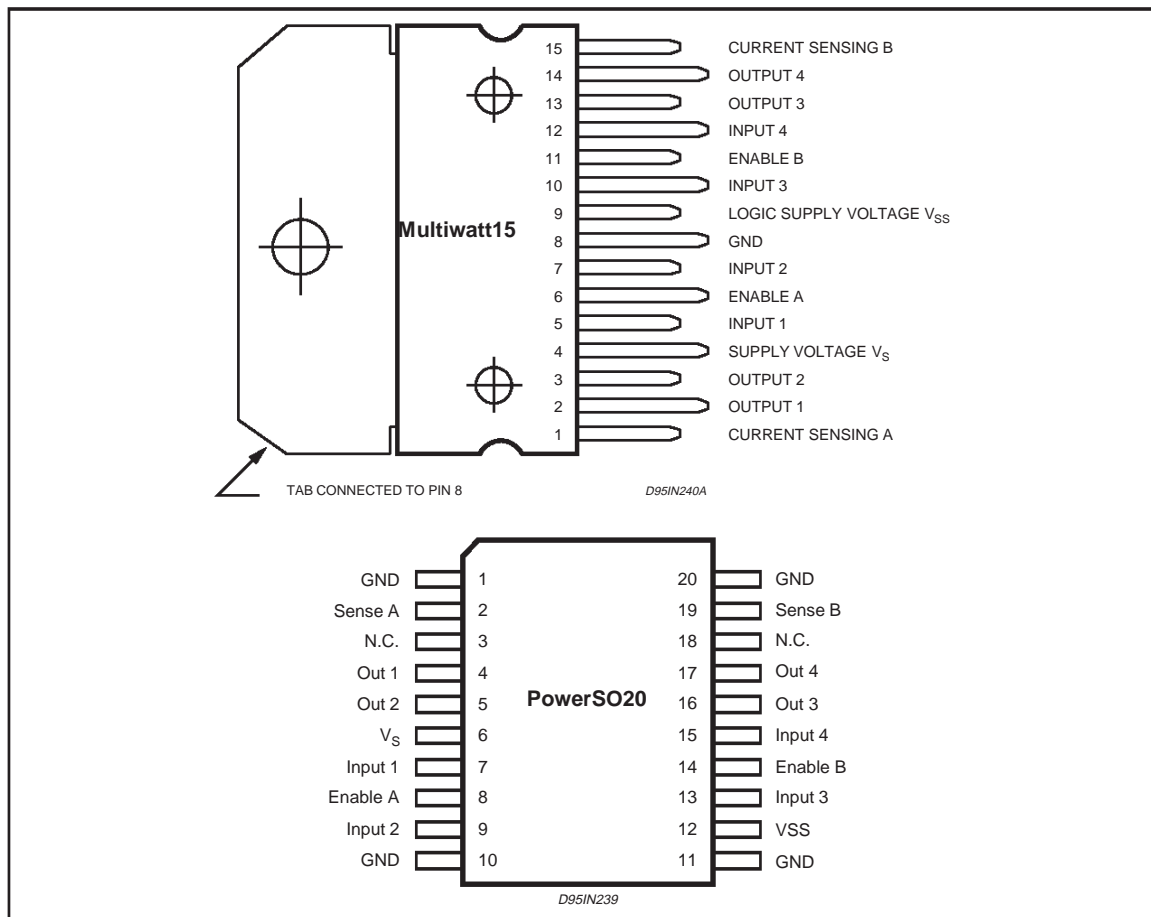 15 CURRENT SENSING B
14 OUTPUT 4
13 OUTPUT 3
12 INPUT 4
11 ENABLE B
10 INPUT 3
9 LOGIC SUPPLY VOLTAGE VSS
Multiwatt15
8 GND
7 INPUT 2
6 ENABLE A
5 INPUT 1
4 SUPPLY VOLTAGE VS
3 OUTPUT 2
2 OUTPUT 1
1 CURRENT SENSING A
TAB CONNECTED TO PIN 8 D95IN240A
GND 1 20 GND
Sense A 2 19 Sense B
N.C. 3 18 N.C.
Out 1 4 17 Out 4
PowerSO20
Out 2 5 16 Out 3
VS 6 15 Input 4
Input 1 7 14 Enable B
Enable A 8 13 Input 3
Input 2 9 12 VSS
GND 10 11 GND
D95IN239